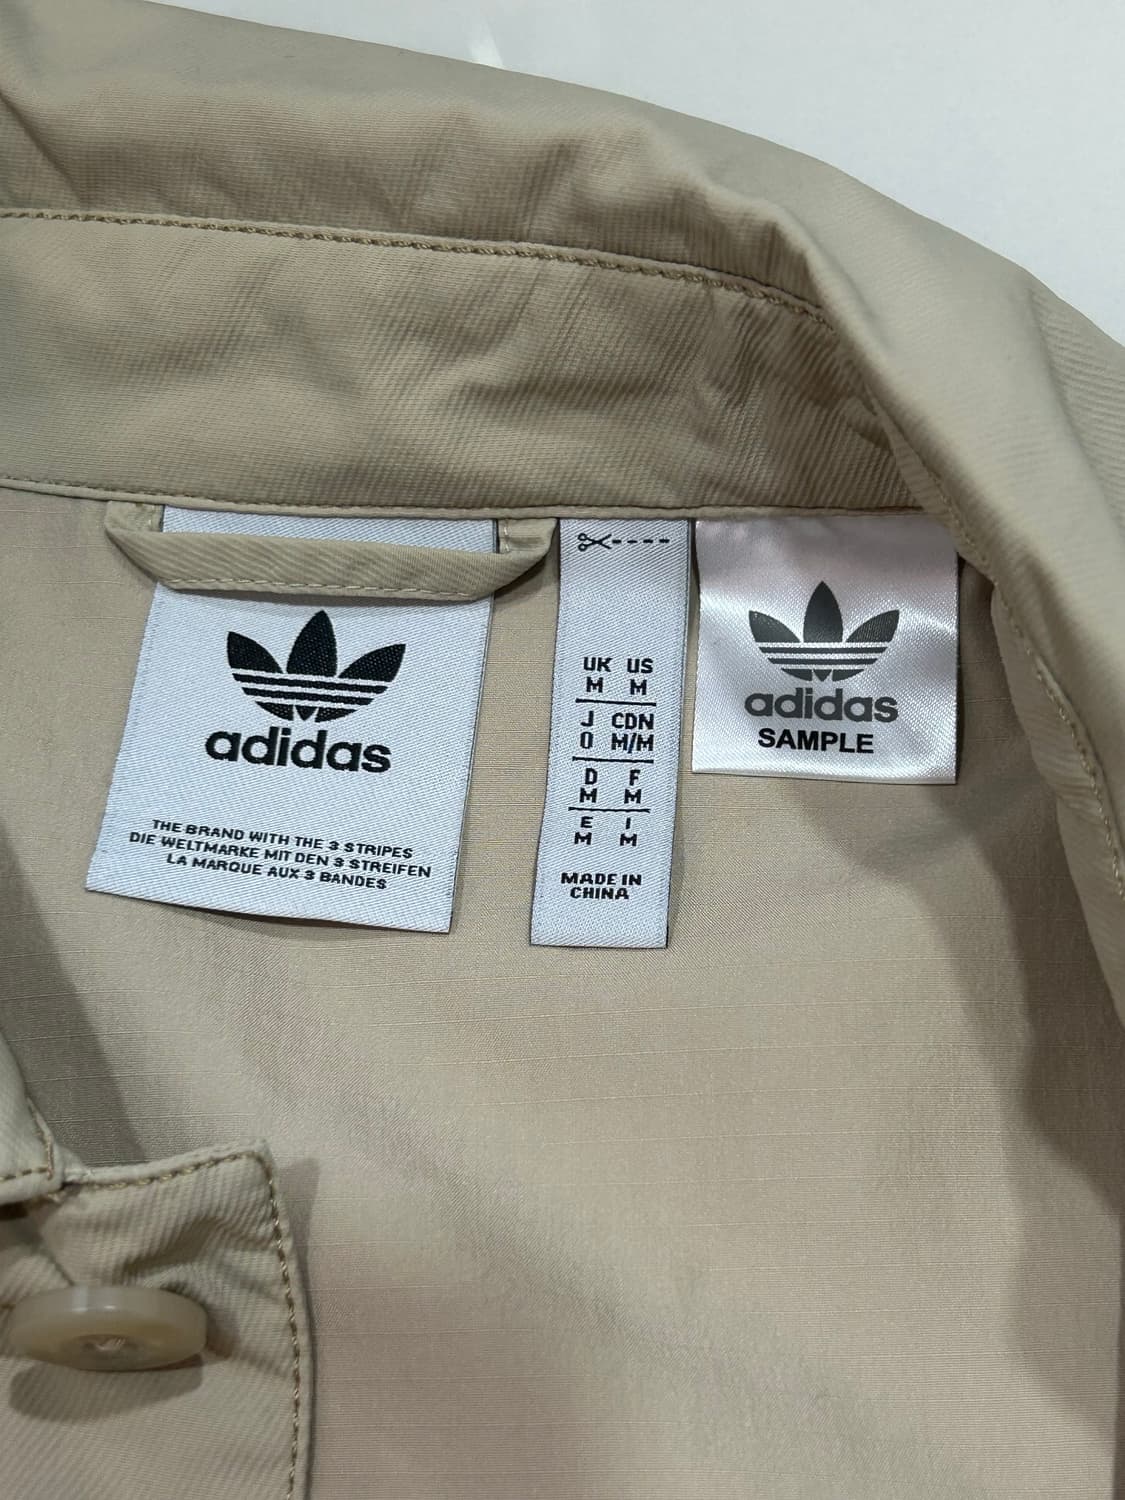 adidas
THE BRAND WITH THE 3 STRIPES
DIE WELTMARKE MIT DEN 3 STREIFEN
LA MARQUE AUX 3 BANDES
UK US
M M
J CDN
0 M/M
D F
M M
E I
M M
MADE IN
CHINA
adidas
SAMPLE